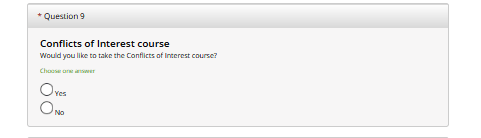 * Question 9
Conflicts of Interest course
Would you like to take the Conflicts of Interest course?
Choose one answer
Yes
No